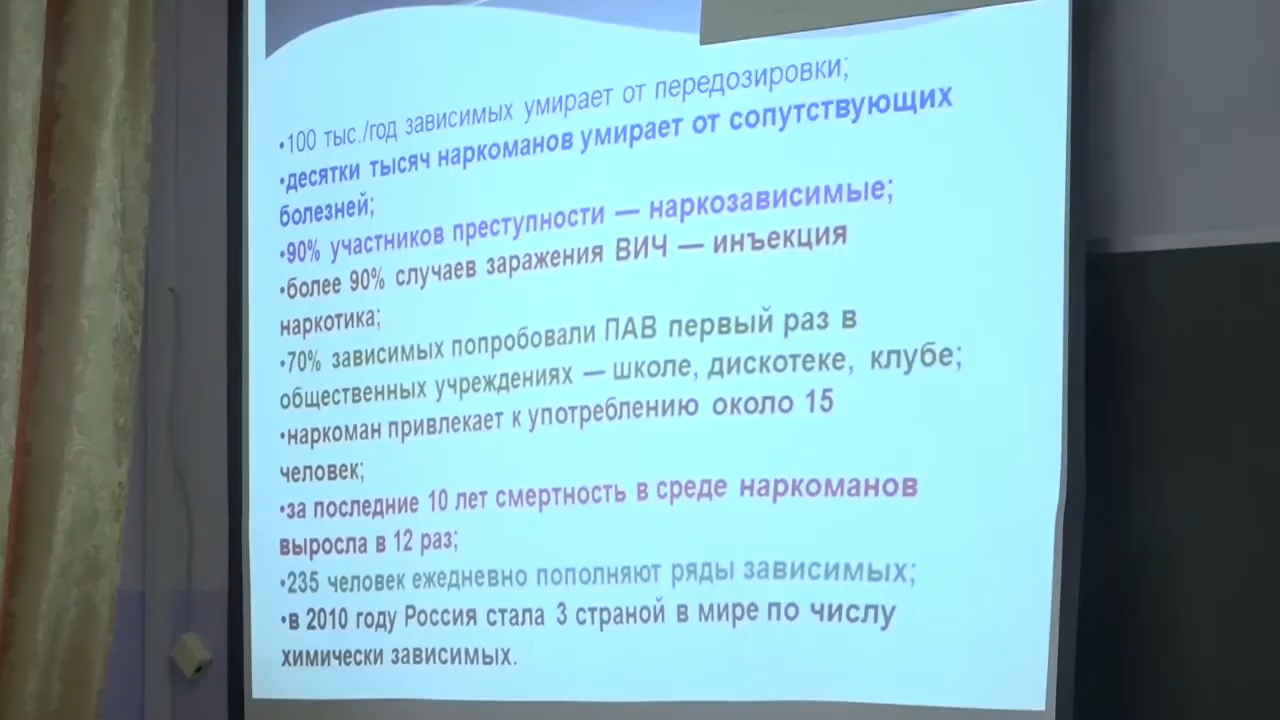 •100 тыс./год зависимых умирает от передозировки;
•десятки тысяч наркоманов умирает от сопутствующих
болезней;
•90% участников преступности — наркозависимые;
•более 90% случаев заражения ВИЧ — инъекция
наркотика;
•70% зависимых попробовали ПАВ первый раз в
общественных учреждениях — школе, дискотеке, клубе;
•наркоман привлекает к употреблению около 15
человек;
•за последние 10 лет смертность в среде наркоманов
выросла в 12 раз;
•235 человек ежедневно пополняют ряды зависимых;
•в 2010 году Россия стала 3 страной в мире по числу
химически зависимых.